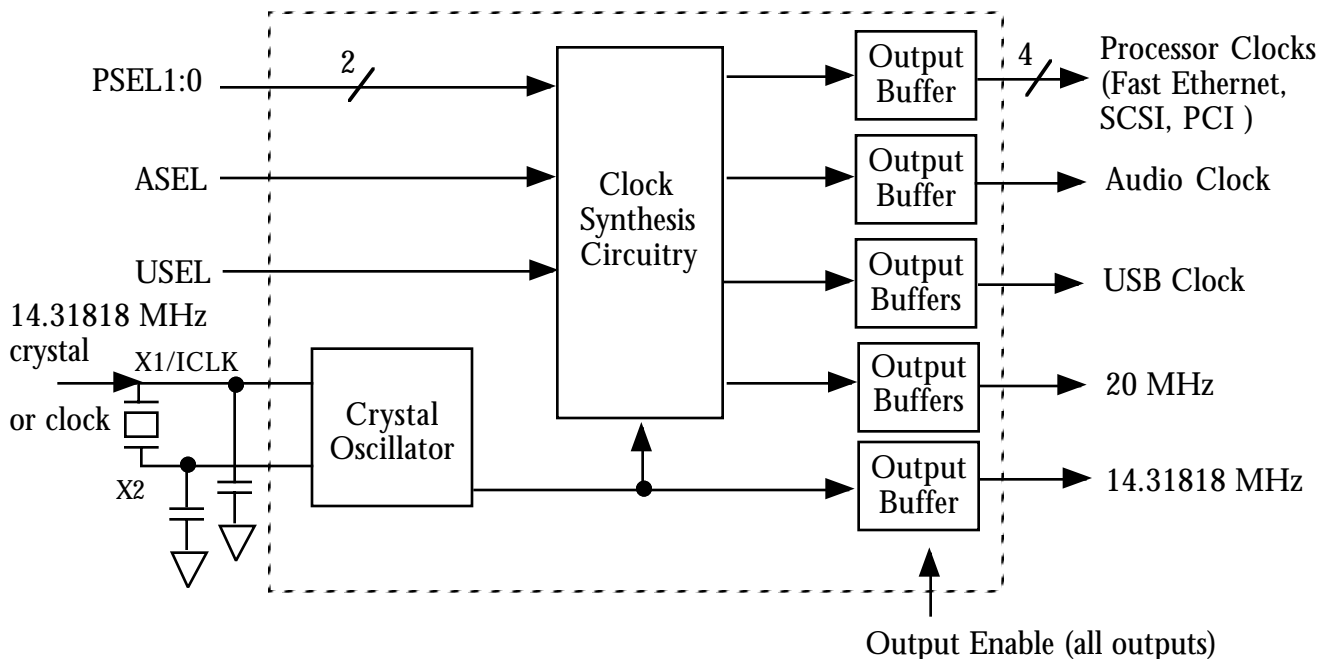 PSEL1:0
2
ASEL
USEL
14.31818 MHz
crystal
X1/ICLK
or clock
X2
Crystal
Oscillator
Clock
Synthesis
Circuitry
Output
Buffer
4
Processor Clocks
(Fast Ethernet,
SCSI, PCI )
Output
Buffer
Audio Clock
Output
Buffers
USB Clock
Output
Buffers
20 MHz
Output
Buffer
14.31818 MHz
Output Enable (all outputs)